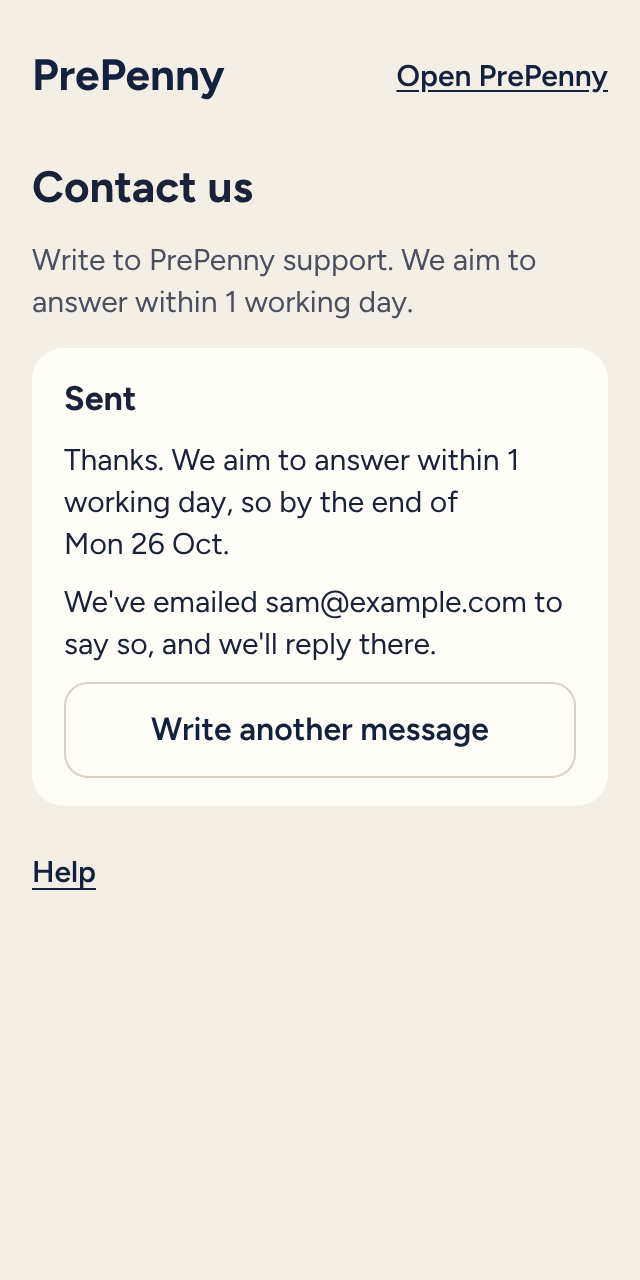 PrePenny
Open PrePenny
Contact us
Write to PrePenny support. We aim to
answer within 1 working day.
Sent
Thanks. We aim to answer within 1
working day, so by the end of
Mon 26 Oct.
We've emailed sam@example.com to
say so, and we'll reply there.
Write another message
Help